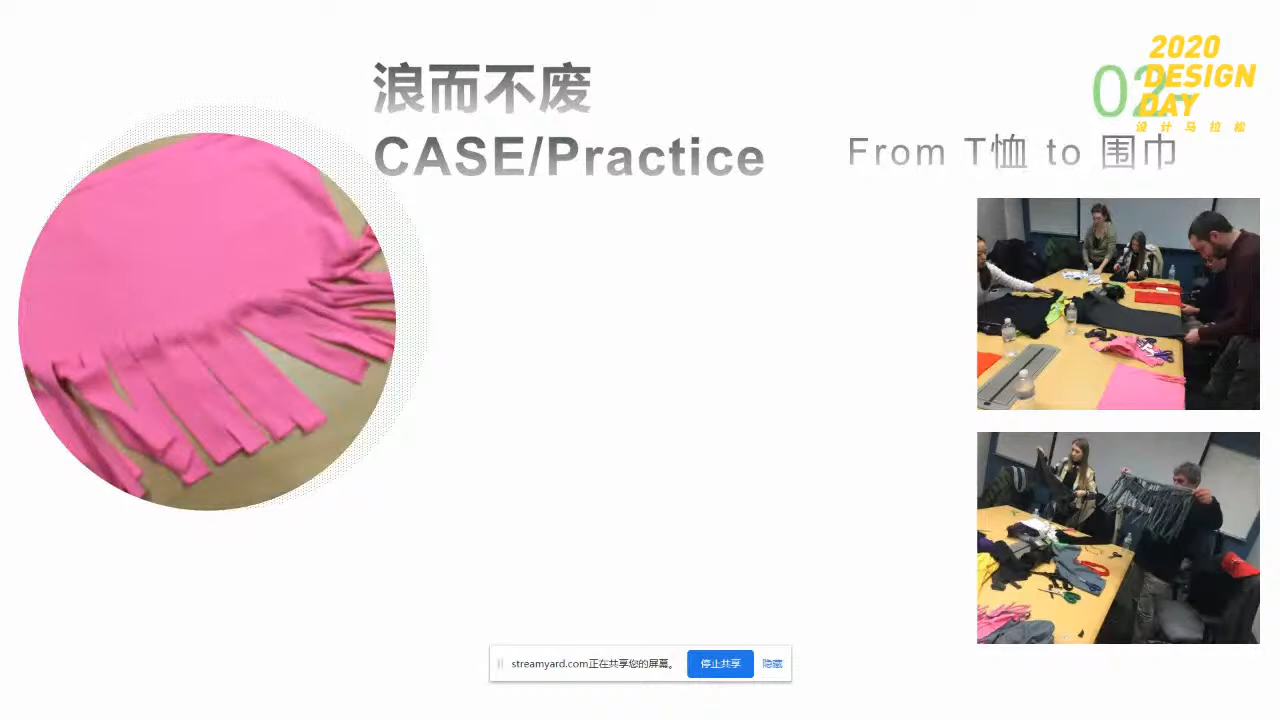 浪而不废
CASE/Practice
From T恤 to 围巾
02
2020
DESIGN
DAY
设计马拉松
streamyard.com正在共享您的屏幕。
停止共享
隐藏